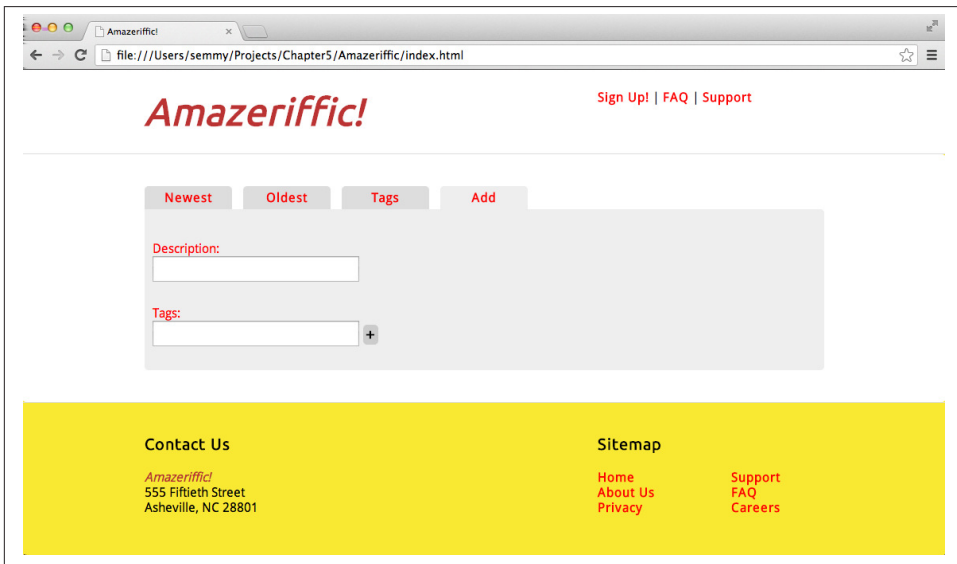 Amazeriffic!
file:///Users/semmy/Projects/Chapter5/Amazeriffic/index.html
Amazeriffic!
Sign Up! | FAQ | Support
Newest Oldest Tags Add
Description:
Tags:
+
Contact Us
Amazeriffic!
555 Fiftieth Street
Asheville, NC 28801
Sitemap
Home Support
About Us FAQ
Privacy Careers